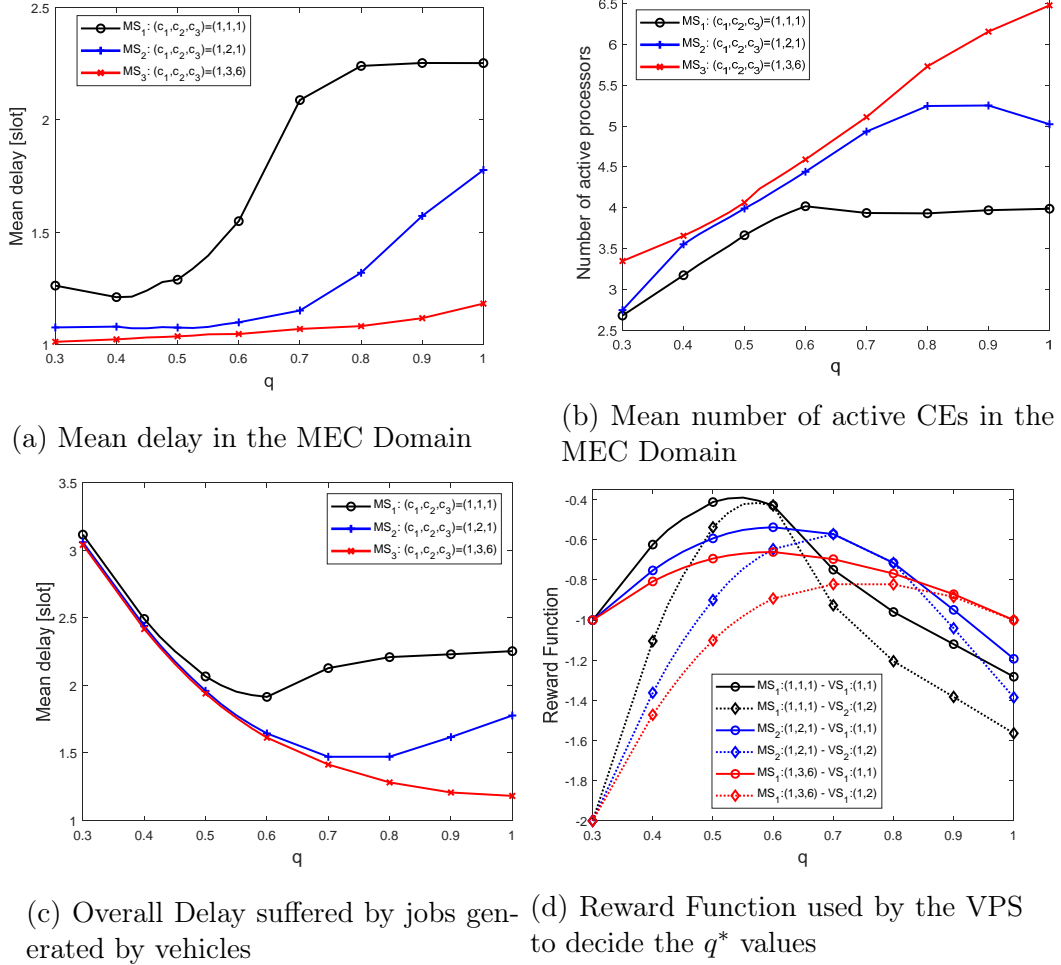 MS1: (c1,c2,c3)=(1,1,1)
MS2: (c1,c2,c3)=(1,2,1)
MS3: (c1,c2,c3)=(1,3,6)
Mean delay [slot]
2.5
2
1.5
1
0.3 0.4 0.5 0.6 0.7 0.8 0.9 1
q
(a) Mean delay in the MEC Domain
MS1: (c1,c2,c3)=(1,1,1)
MS2: (c1,c2,c3)=(1,2,1)
MS3: (c1,c2,c3)=(1,3,6)
Number of active processors
6.5
6
5.5
5
4.5
4
3.5
3
2.5
0.3 0.4 0.5 0.6 0.7 0.8 0.9 1
q
(b) Mean number of active CEs in the
MEC Domain
MS1: (c1,c2,c3)=(1,1,1)
MS2: (c1,c2,c3)=(1,2,1)
MS3: (c1,c2,c3)=(1,3,6)
Mean delay [slot]
3.5
3
2.5
2
1.5
1
0.3 0.4 0.5 0.6 0.7 0.8 0.9 1
q
(c) Overall Delay suffered by jobs gen-
erated by vehicles
Reward Function
-0.4
-0.6
-0.8
-1
-1.2
-1.4
-1.6
-1.8
-2
MS1:(1,1,1) - VS1:(1,1)
MS1:(1,1,1) - VS2:(1,2)
MS2:(1,2,1) - VS1:(1,1)
MS2:(1,2,1) - VS2:(1,2)
MS1:(1,3,6) - VS1:(1,1)
MS1:(1,3,6) - VS1:(1,2)
0.3 0.4 0.5 0.6 0.7 0.8 0.9 1
q
(d) Reward Function used by the VPS
to decide the q* values